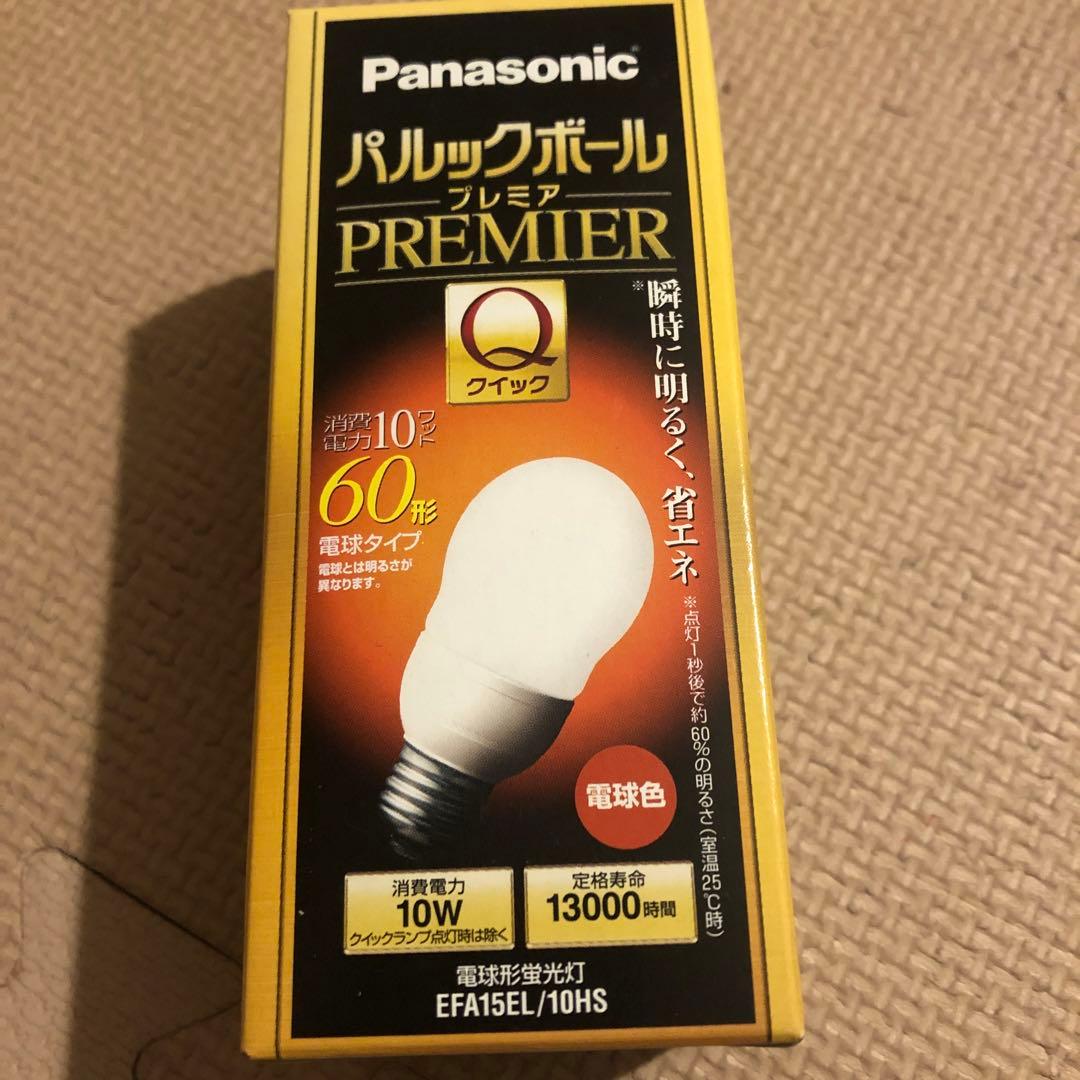 Panasonic
パルックボール
プレミア
PREMIER
Q
クイック
※瞬時に明るく、省エネ
※点灯1秒後で約60%の明るさ(室温25℃時)
消費電力10ワット
60形
電球タイプ
電球とは明るさが
異なります。
電球色
消費電力
10W
クイックランプ点灯時は除く
定格寿命
13000時間
電球形蛍光灯
EFA15EL/10HS